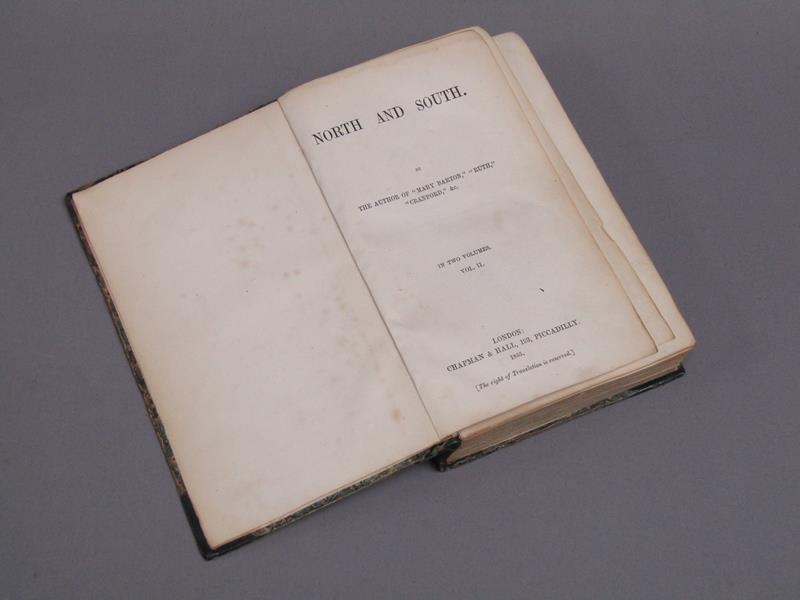 NORTH AND SOUTH.
BY
THE AUTHOR OF "MARY BARTON," "RUTH,"
"CRANFORD," &c.
IN TWO VOLUMES.
VOL. II.
LONDON:
CHAPMAN & HALL, 193, PICCADILLY.
1855.
[The right of Translation is reserved.]